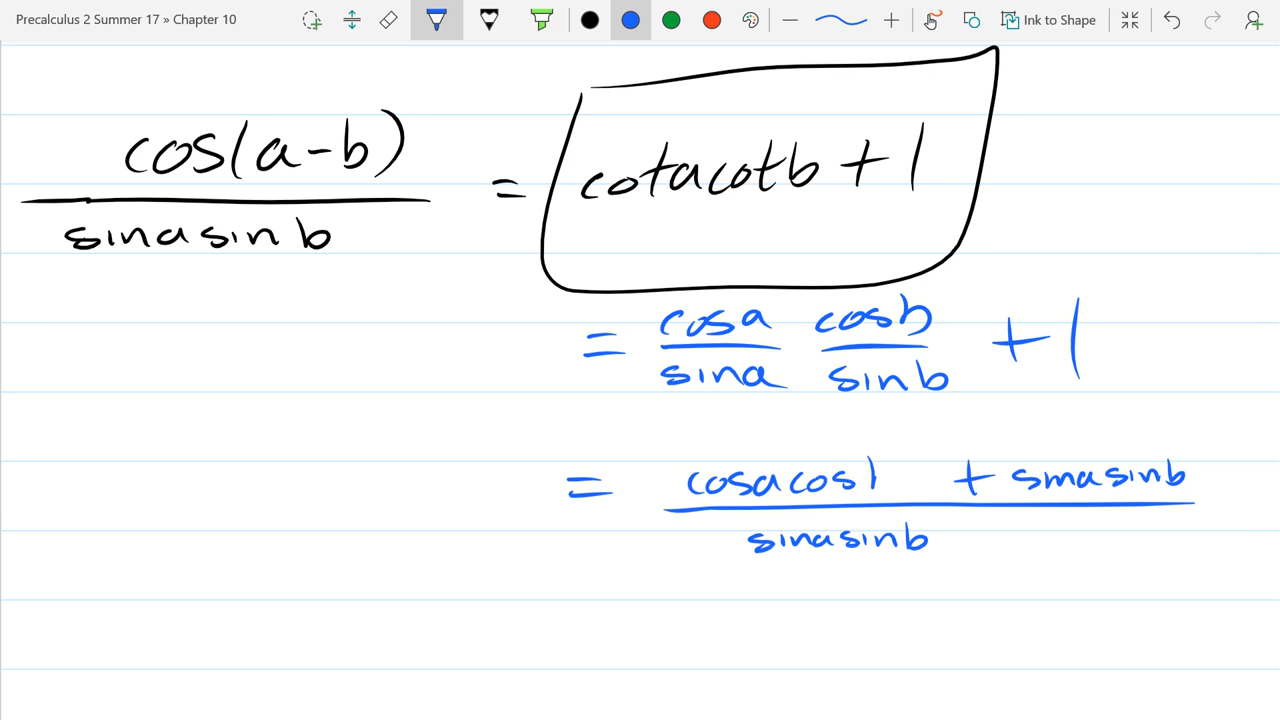 Precalculus 2 Summer 17 » Chapter 10
Ink to Shape
cos(a-b)
sinasinb
= cotacotb + 1
= cosa cosb + 1
sina sinb
= cosacos1 + sinasinb
sinasinb